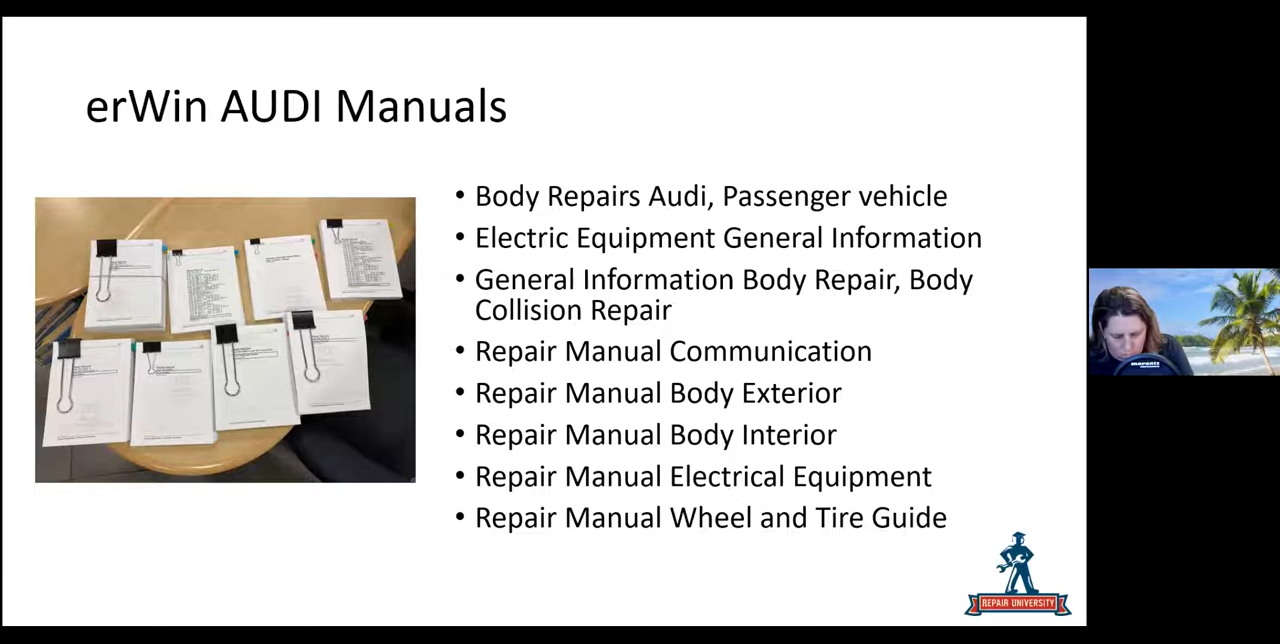 erWin AUDI Manuals
• Body Repairs Audi, Passenger vehicle
• Electric Equipment General Information
• General Information Body Repair, Body
Collision Repair
• Repair Manual Communication
• Repair Manual Body Exterior
• Repair Manual Body Interior
• Repair Manual Electrical Equipment
• Repair Manual Wheel and Tire Guide
REPAIR UNIVERSITY
marantz